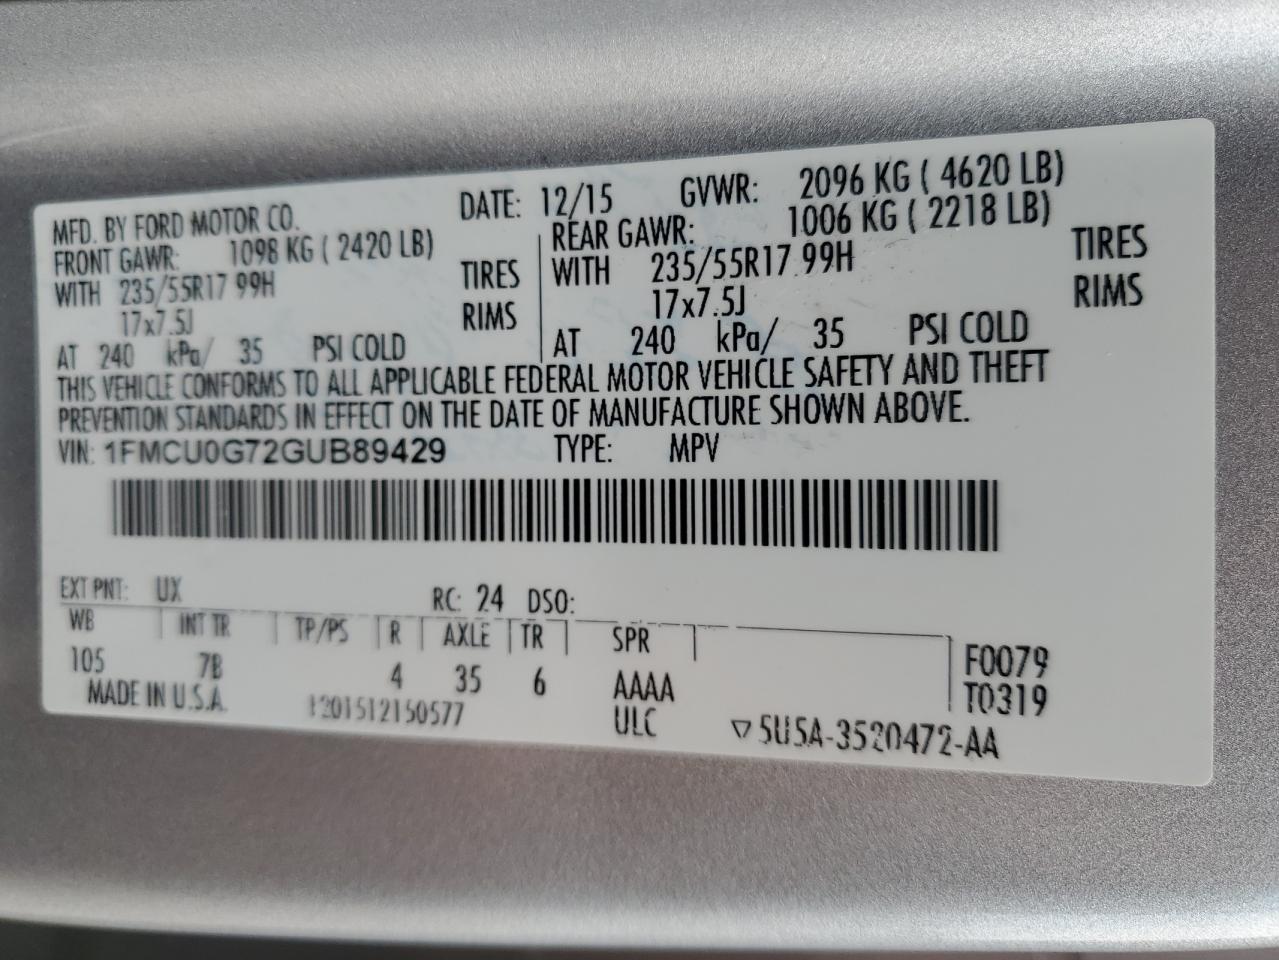 MFD. BY FORD MOTOR CO. DATE: 12/15 GVWR: 2096 KG ( 4620 LB)
FRONT GAWR: 1098 KG ( 2420 LB) REAR GAWR: 1006 KG ( 2218 LB)
WITH 235/55R17 99H TIRES WITH 235/55R17 99H TIRES
17x7.5J RIMS 17x7.5J RIMS
AT 240 kPa/ 35 PSI COLD AT 240 kPa/ 35 PSI COLD
THIS VEHICLE CONFORMS TO ALL APPLICABLE FEDERAL MOTOR VEHICLE SAFETY AND THEFT
PREVENTION STANDARDS IN EFFECT ON THE DATE OF MANUFACTURE SHOWN ABOVE.
VIN: 1FMCU0G72GUB89429 TYPE: MPV
EXT PNT: UX RC: 24 DSO:
WB INT TR TP/PS R AXLE TR SPR
105 7B 4 35 6 AAAA F0079
MADE IN U.S.A. ULC T0319
201512150577 ▽ 5U5A-3520472-AA